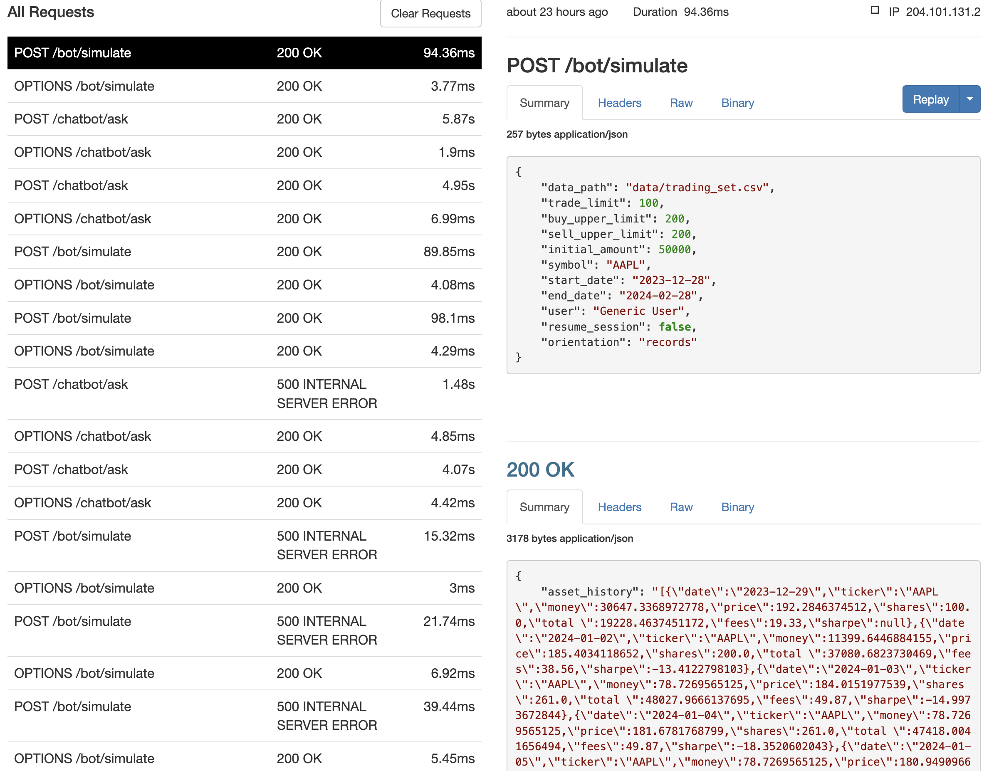 All Requests
Clear Requests
POST /bot/simulate 200 OK 94.36ms
OPTIONS /bot/simulate 200 OK 3.77ms
POST /chatbot/ask 200 OK 5.87s
OPTIONS /chatbot/ask 200 OK 1.9ms
POST /chatbot/ask 200 OK 4.95s
OPTIONS /chatbot/ask 200 OK 6.99ms
POST /bot/simulate 200 OK 89.85ms
OPTIONS /bot/simulate 200 OK 4.08ms
POST /bot/simulate 200 OK 98.1ms
OPTIONS /bot/simulate 200 OK 4.29ms
POST /chatbot/ask 500 INTERNAL 1.48s
SERVER ERROR
OPTIONS /chatbot/ask 200 OK 4.85ms
POST /chatbot/ask 200 OK 4.07s
OPTIONS /chatbot/ask 200 OK 4.42ms
POST /bot/simulate 500 INTERNAL 15.32ms
SERVER ERROR
OPTIONS /bot/simulate 200 OK 3ms
POST /bot/simulate 500 INTERNAL 21.74ms
SERVER ERROR
OPTIONS /bot/simulate 200 OK 6.92ms
POST /bot/simulate 500 INTERNAL 39.44ms
SERVER ERROR
OPTIONS /bot/simulate 200 OK 5.45ms
about 23 hours ago Duration 94.36ms IP 204.101.131.2
POST /bot/simulate
Summary Headers Raw Binary Replay
257 bytes application/json
{
"data_path": "data/trading_set.csv",
"trade_limit": 100,
"buy_upper_limit": 200,
"sell_upper_limit": 200,
"initial_amount": 50000,
"symbol": "AAPL",
"start_date": "2023-12-28",
"end_date": "2024-02-28",
"user": "Generic User",
"resume_session": false,
"orientation": "records"
}
200 OK
Summary Headers Raw Binary
3178 bytes application/json
{
"asset_history": "[{\"date\":\"2023-12-29\",\"ticker\":\"AAPL
\",\"money\":30647.3368972778,\"price\":192.2846374512,\"shares\":100.
0,\"total \":19228.4637451172,\"fees\":19.33,\"sharpe\":null},{\"date
\":\"2024-01-02\",\"ticker\":\"AAPL\",\"money\":11399.6446884155,\"pri
ce\":185.4034118652,\"shares\":200.0,\"total \":37080.6823730469,\"fee
s\":38.56,\"sharpe\":-13.4122798103},{\"date\":\"2024-01-03\",\"ticker
\":\"AAPL\",\"money\":78.7269565125,\"price\":184.0151977539,\"shares
\":261.0,\"total \":48027.9666137695,\"fees\":49.87,\"sharpe\":-14.997
3672844},{\"date\":\"2024-01-04\",\"ticker\":\"AAPL\",\"money\":78.726
9565125,\"price\":181.6781768799,\"shares\":261.0,\"total \":47418.004
1656494,\"fees\":49.87,\"sharpe\":-18.3520602043},{\"date\":\"2024-01-
05\",\"ticker\":\"AAPL\",\"money\":78.7269565125,\"price\":180.9490966